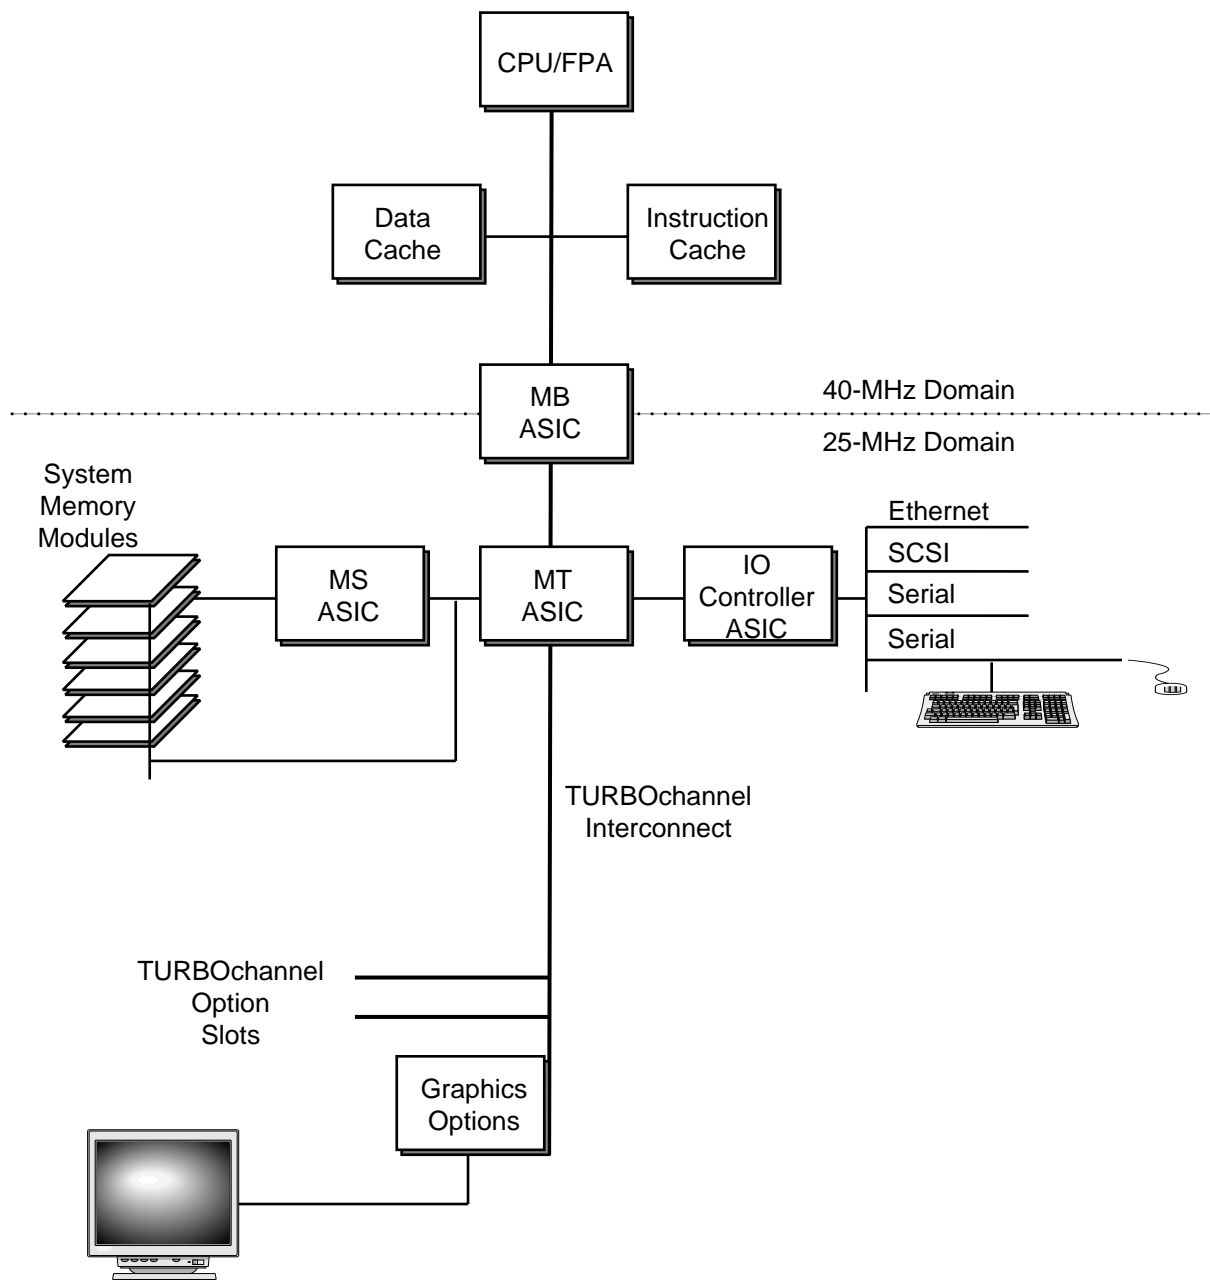 CPU/FPA
Data
Cache
Instruction
Cache
MB
ASIC
40-MHz Domain
25-MHz Domain
System
Memory
Modules
MS
ASIC
MT
ASIC
IO
Controller
ASIC
Ethernet
SCSI
Serial
Serial
TURBOchannel
Interconnect
TURBOchannel
Option
Slots
Graphics
Options